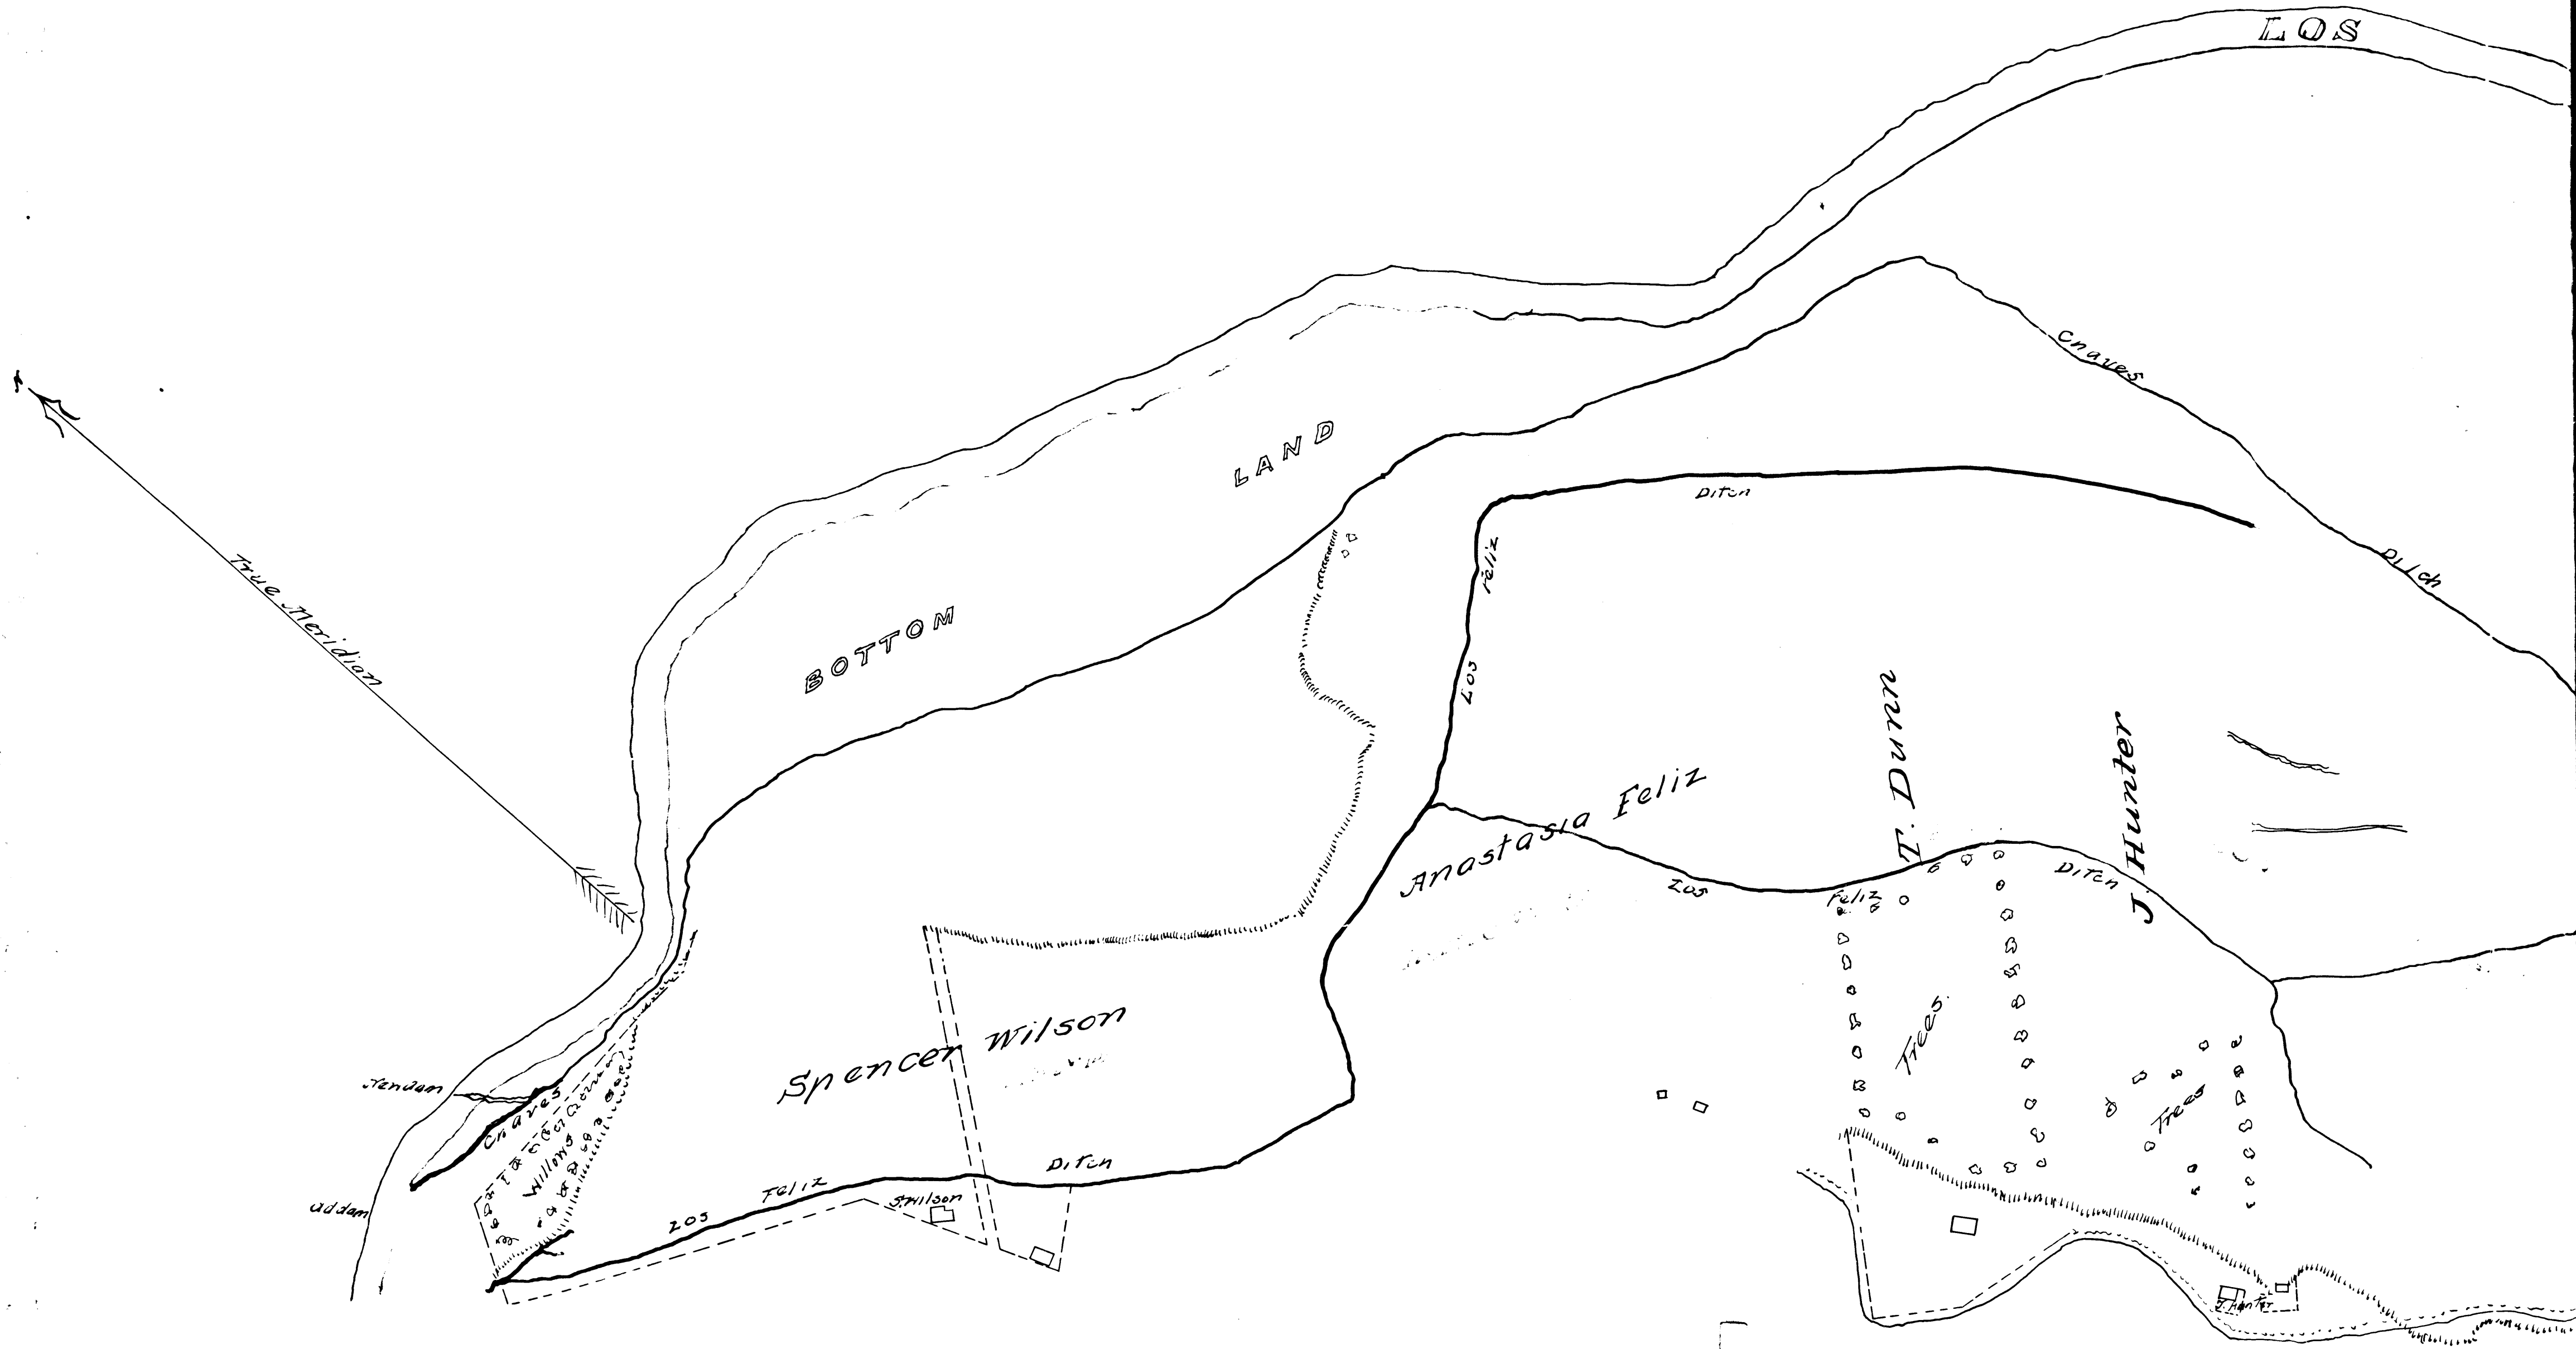 LOS
Chaves
Ditch
True Meridian
BOTTOM LAND
Los Feliz Ditch
T. Dunn
J. Hunter
Anastasia Feliz
Los Feliz Ditch
Trees
Trees
Spencer Wilson
Chaves
Willows
Los Feliz Ditch
S. Wilson
J. Hunter